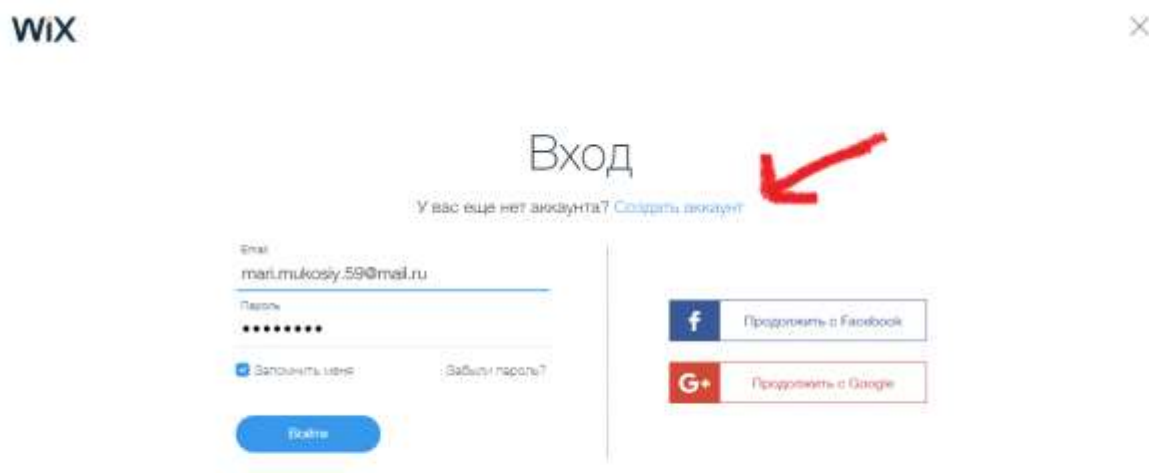 WiX
Вход
У вас еще нет аккаунта? Создать аккаунт
Email
mari.mukosiy.59@mail.ru
Пароль
••••••••
Запомнить меня
Забыли пароль?
Войти
f
Продолжить с Facebook
G+
Продолжить с Google